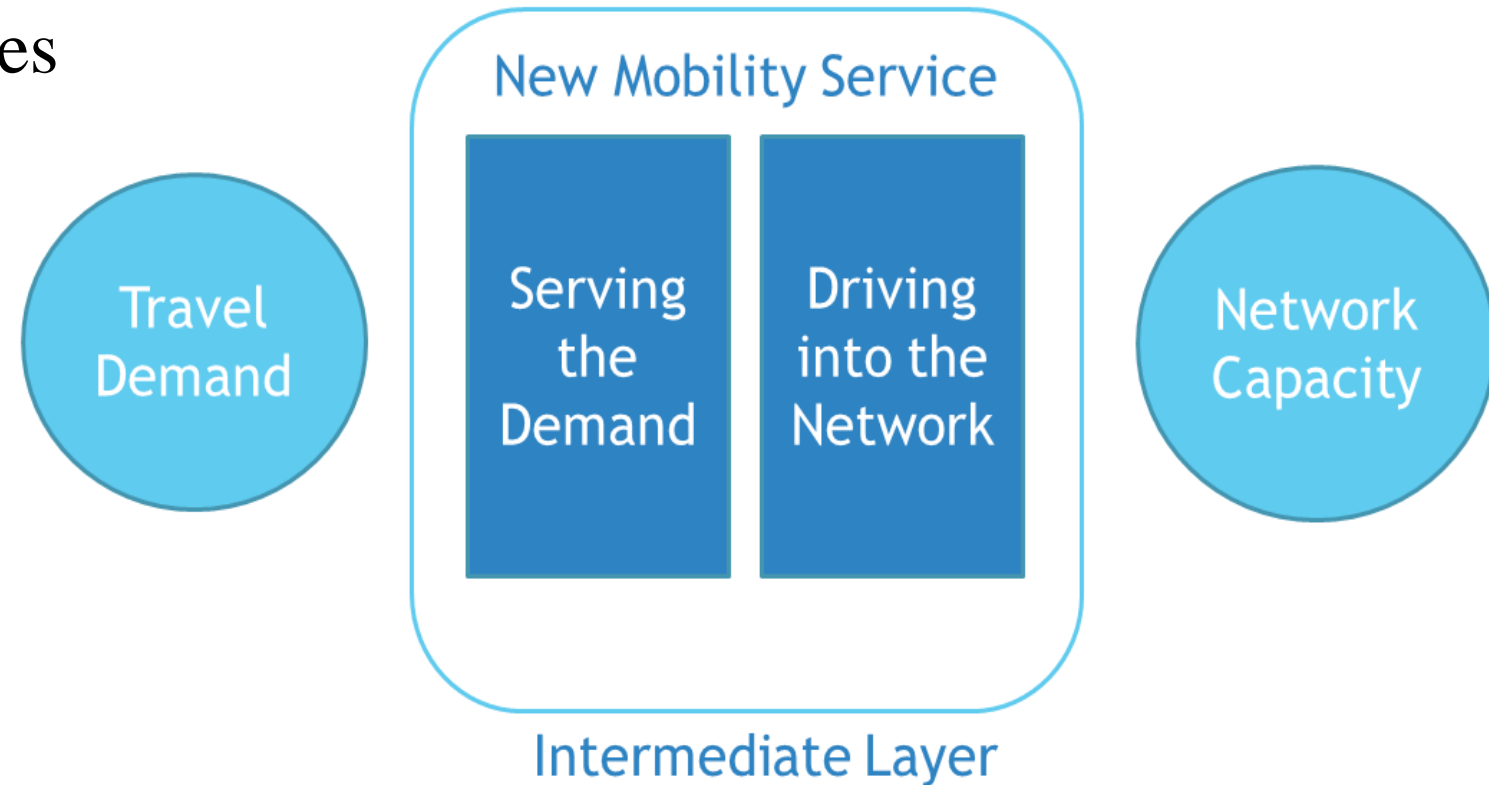 es
New Mobility Service
Travel
Demand
Serving
the
Demand
Driving
into the
Network
Network
Capacity
Intermediate Layer